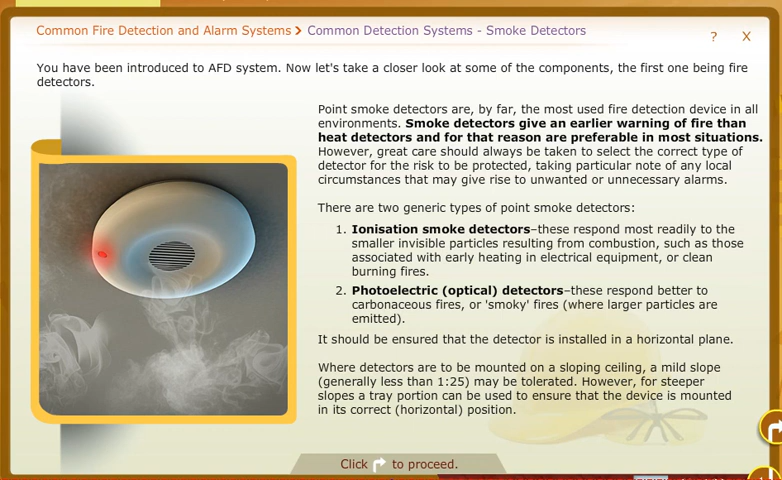 Common Fire Detection and Alarm Systems > Common Detection Systems - Smoke Detectors
? X
You have been introduced to AFD system. Now let's take a closer look at some of the components, the first one being fire
detectors.
Point smoke detectors are, by far, the most used fire detection device in all
environments. Smoke detectors give an earlier warning of fire than
heat detectors and for that reason are preferable in most situations.
However, great care should always be taken to select the correct type of
detector for the risk to be protected, taking particular note of any local
circumstances that may give rise to unwanted or unnecessary alarms.
There are two generic types of point smoke detectors:
1. Ionisation smoke detectors–these respond most readily to the
smaller invisible particles resulting from combustion, such as those
associated with early heating in electrical equipment, or clean
burning fires.
2. Photoelectric (optical) detectors–these respond better to
carbonaceous fires, or 'smoky' fires (where larger particles are
emitted).
It should be ensured that the detector is installed in a horizontal plane.
Where detectors are to be mounted on a sloping ceiling, a mild slope
(generally less than 1:25) may be tolerated. However, for steeper
slopes a tray portion can be used to ensure that the device is mounted
in its correct (horizontal) position.
Click to proceed.